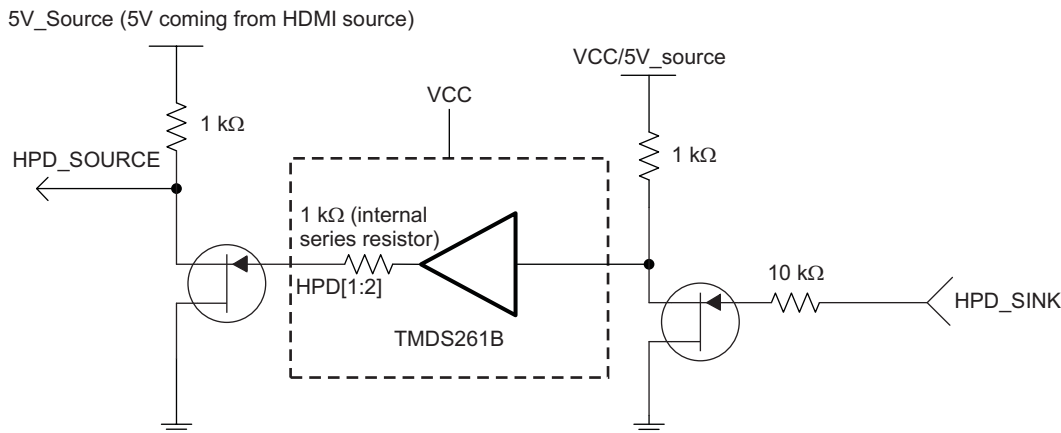 5V_Source (5V coming from HDMI source)
VCC/5V_source
VCC
1 kΩ
1 kΩ
HPD_SOURCE
1 kΩ (internal
series resistor)
HPD[1:2]
10 kΩ
HPD_SINK
TMDS261B